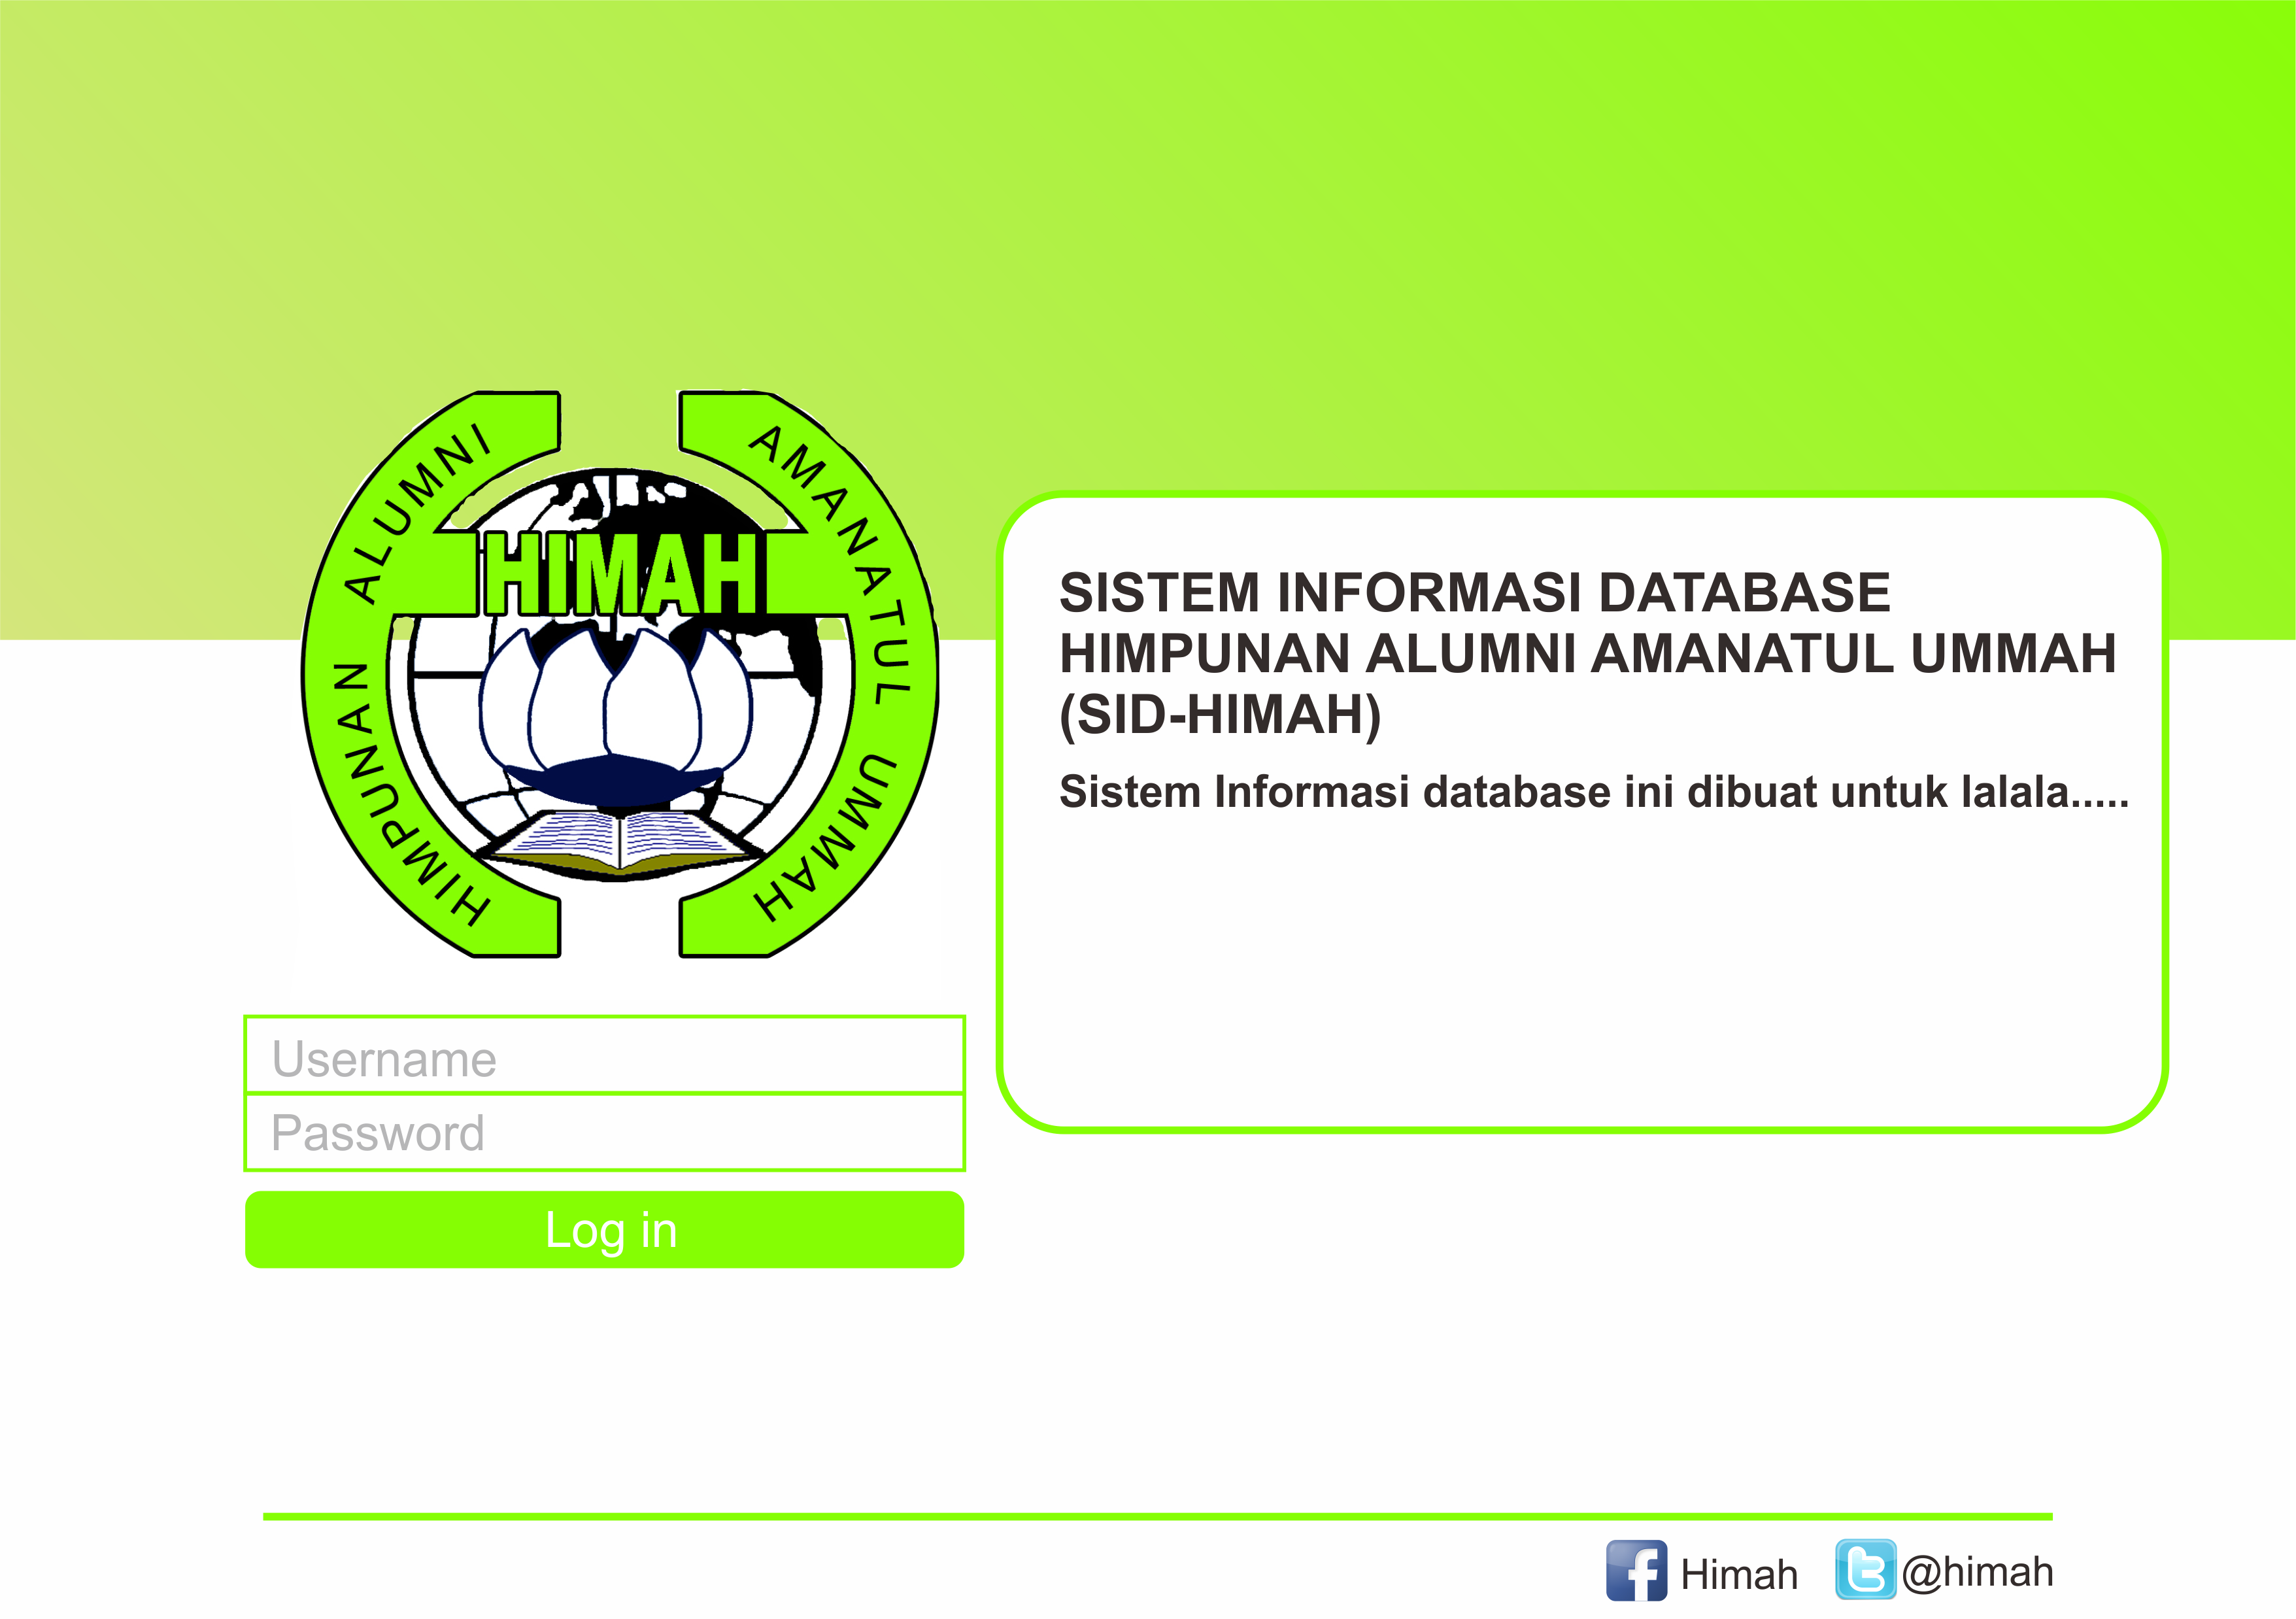 HIMPUNAN ALUMNI
AMANATUL UMMAH
HIMAH
SISTEM INFORMASI DATABASE
HIMPUNAN ALUMNI AMANATUL UMMAH
(SID-HIMAH)
Sistem Informasi database ini dibuat untuk lalala.....
Username
Password
Log in
Himah
@himah